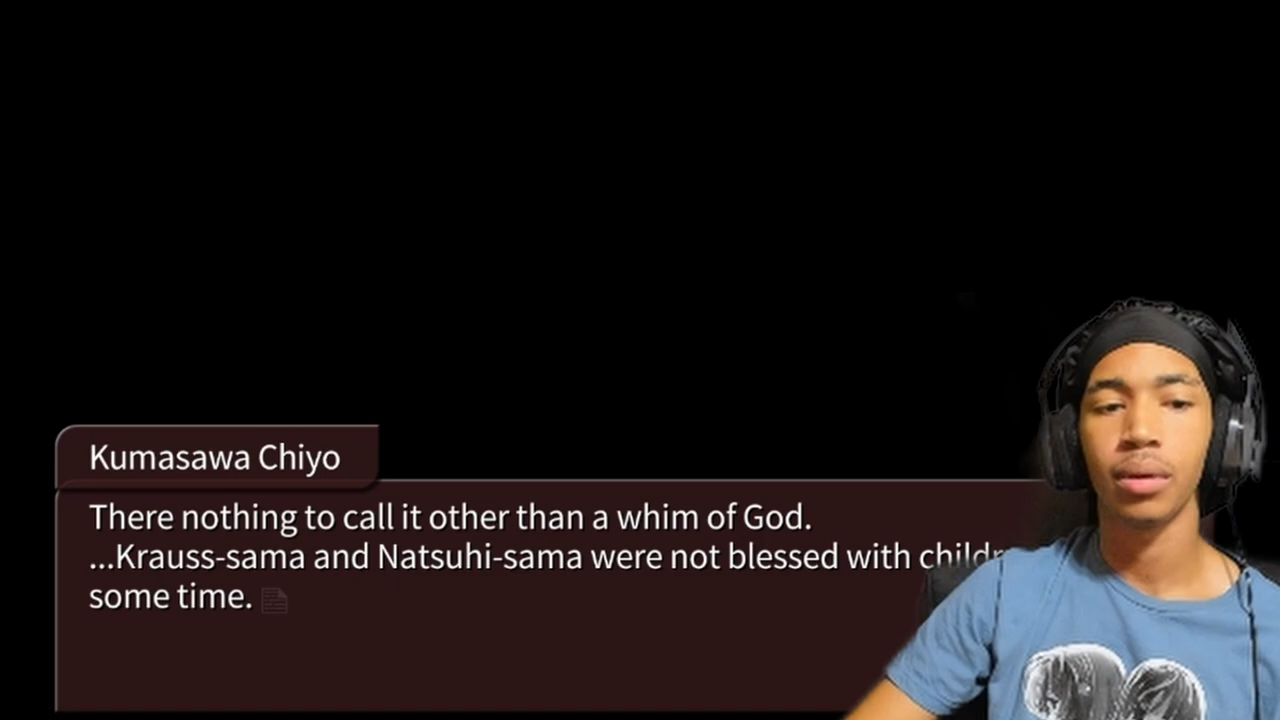 Kumasawa Chiyo
There nothing to call it other than a whim of God.
...Krauss-sama and Natsuhi-sama were not blessed with
some time.